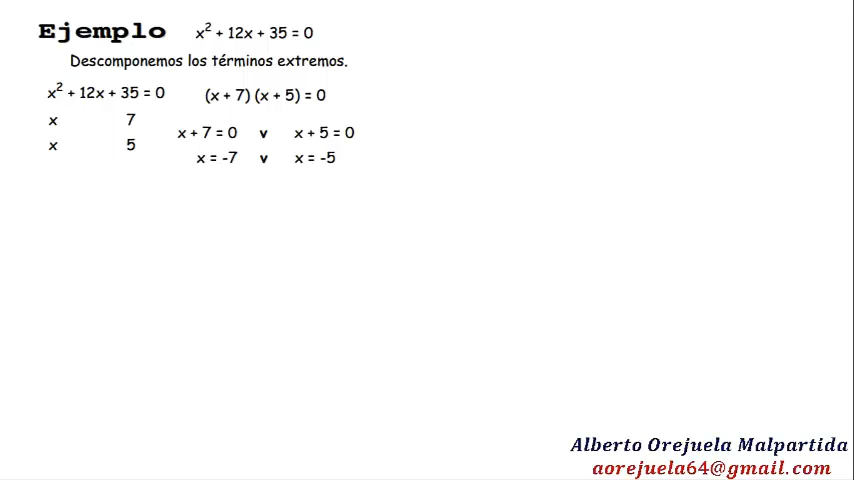 Ejemplo x² + 12x + 35 = 0
Descomponemos los términos extremos.
x² + 12x + 35 = 0 (x + 7) (x + 5) = 0
x 7
x + 7 = 0 v x + 5 = 0
x 5
x = -7 v x = -5
Alberto Orejuela Malpartida
aorejuela64@gmail.com